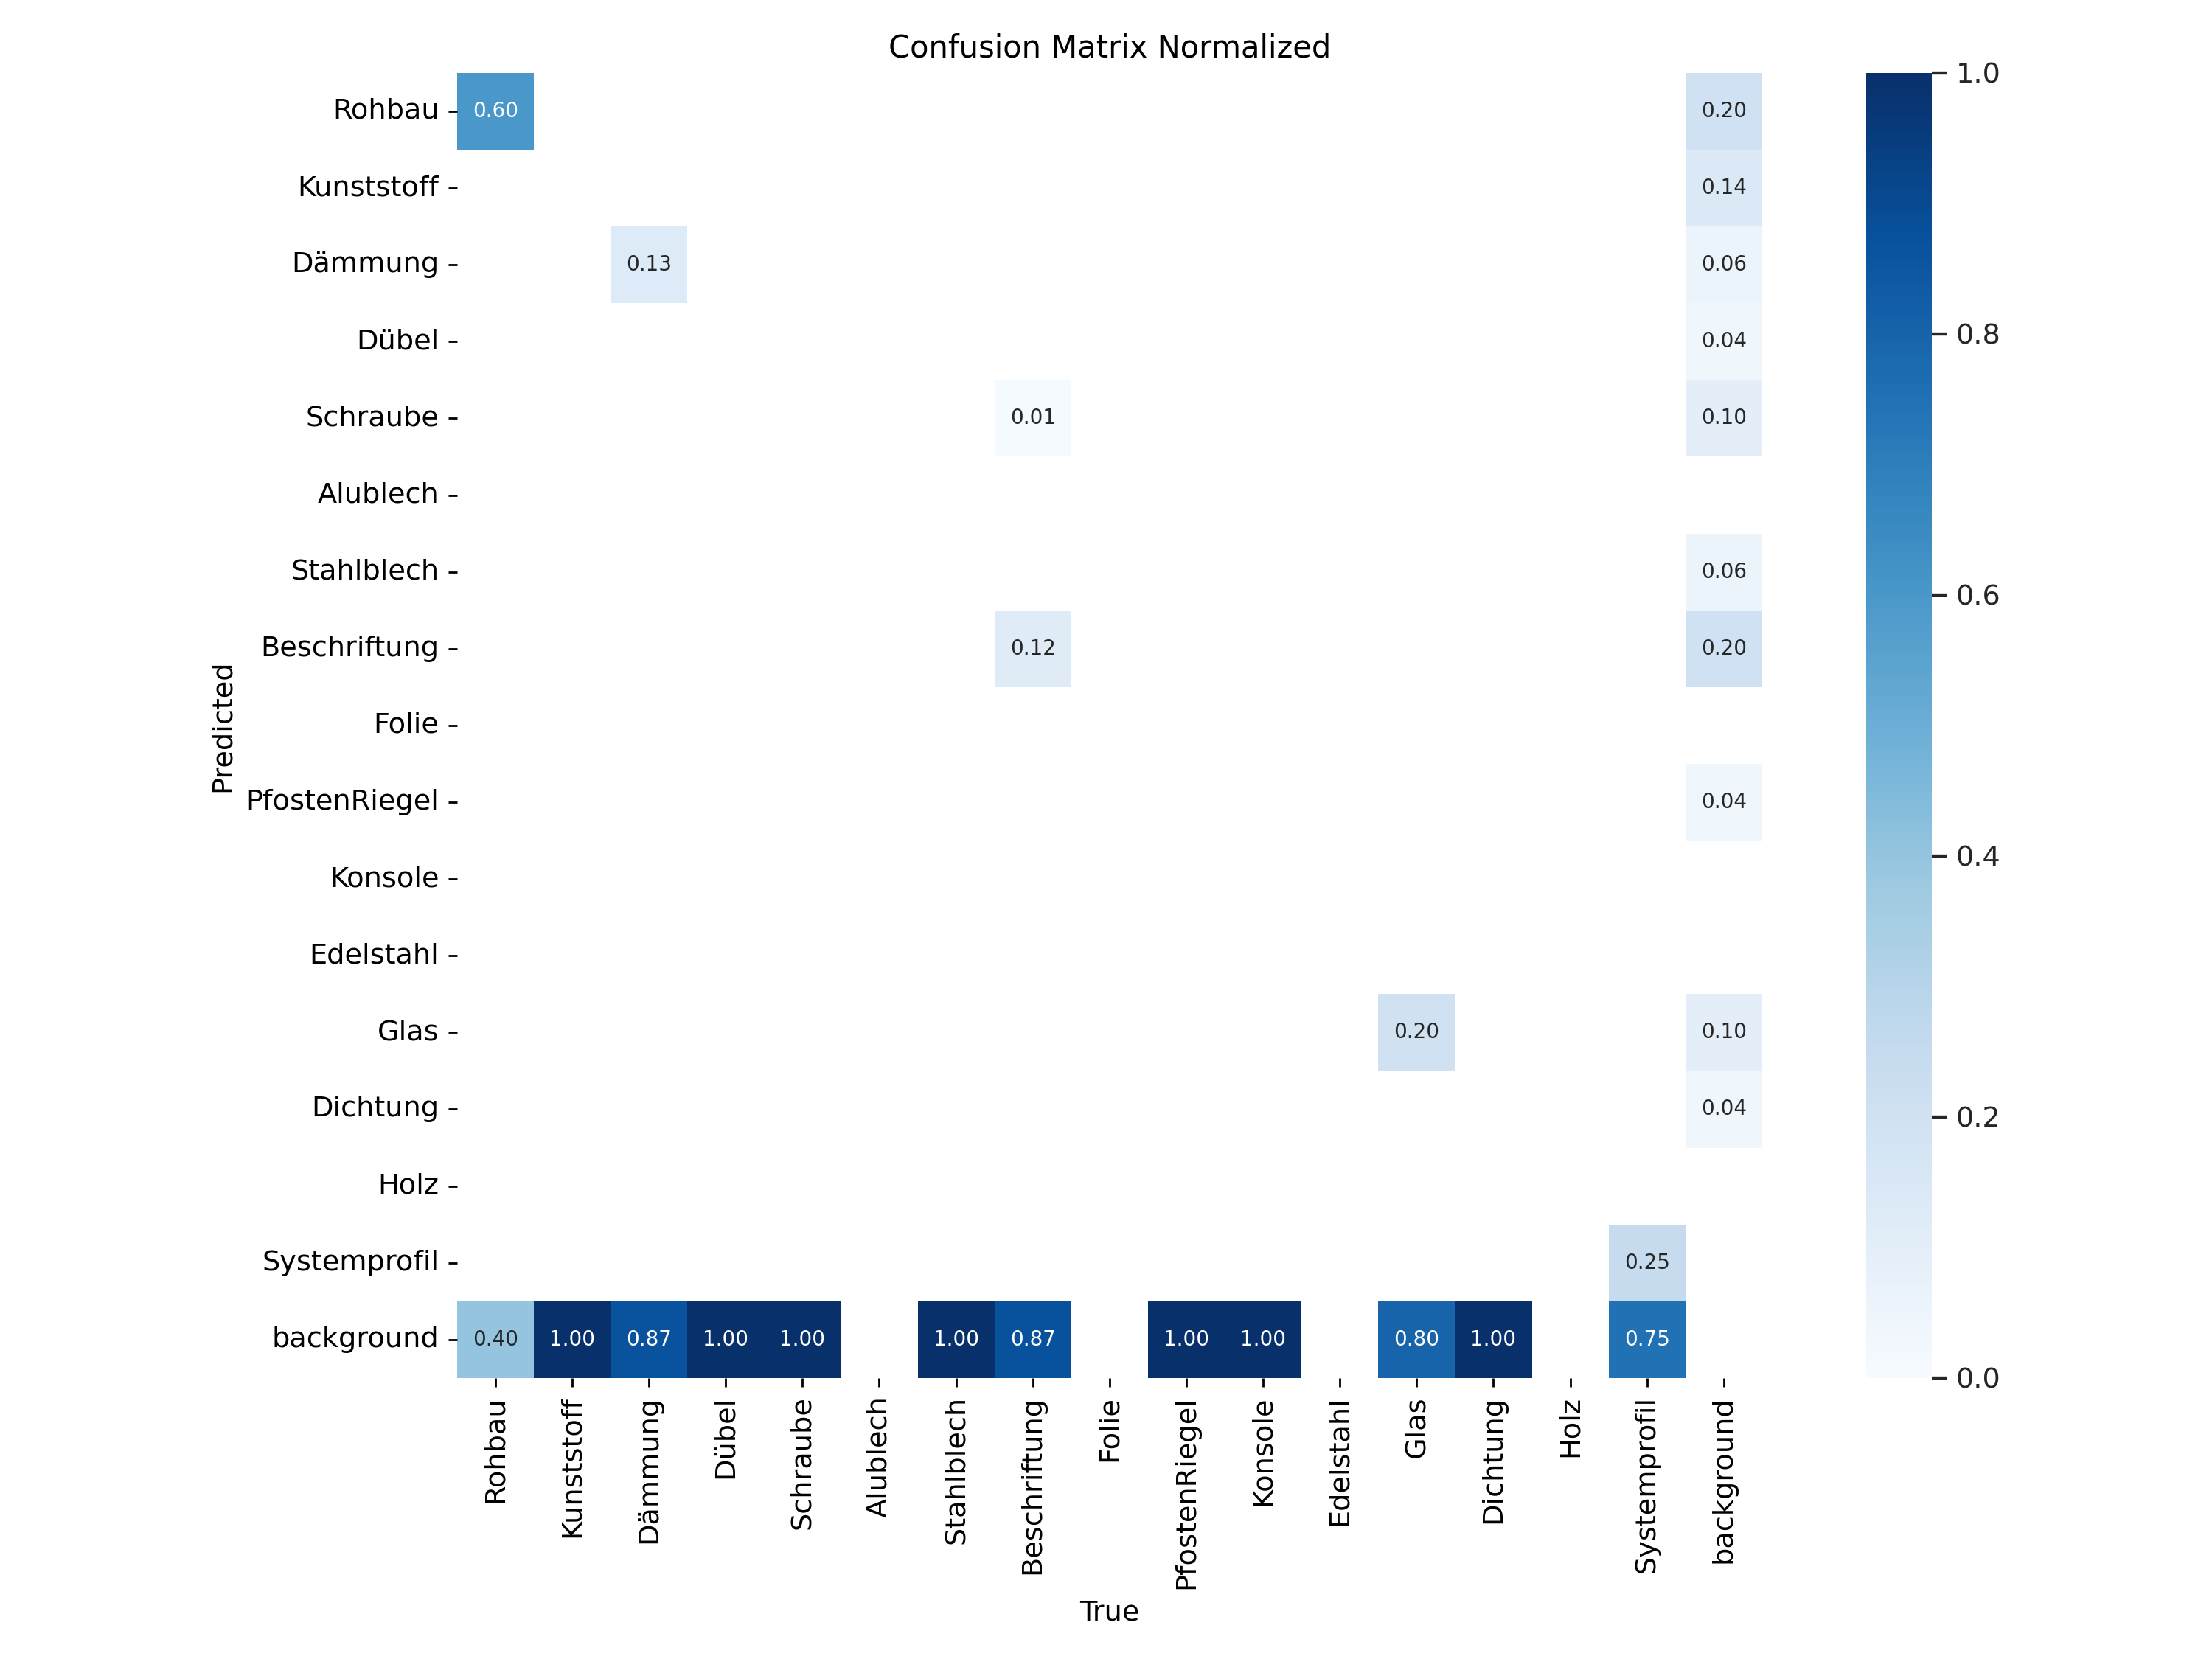 Confusion Matrix Normalized
Rohbau 0.60 0.20
Kunststoff 0.14
Dämmung 0.13 0.06
Dübel 0.04
Schraube 0.01 0.10
Alublech
Stahlblech 0.06
Beschriftung 0.12 0.20
Folie
PfostenRiegel 0.04
Konsole
Edelstahl
Glas 0.20 0.10
Dichtung 0.04
Holz
Systemprofil 0.25
background 0.40 1.00 0.87 1.00 1.00 1.00 0.87 1.00 1.00 0.80 1.00 0.75
Predicted
Rohbau Kunststoff Dämmung Dübel Schraube Alublech Stahlblech Beschriftung Folie PfostenRiegel Konsole Edelstahl Glas Dichtung Holz Systemprofil background
True
1.0
0.8
0.6
0.4
0.2
0.0